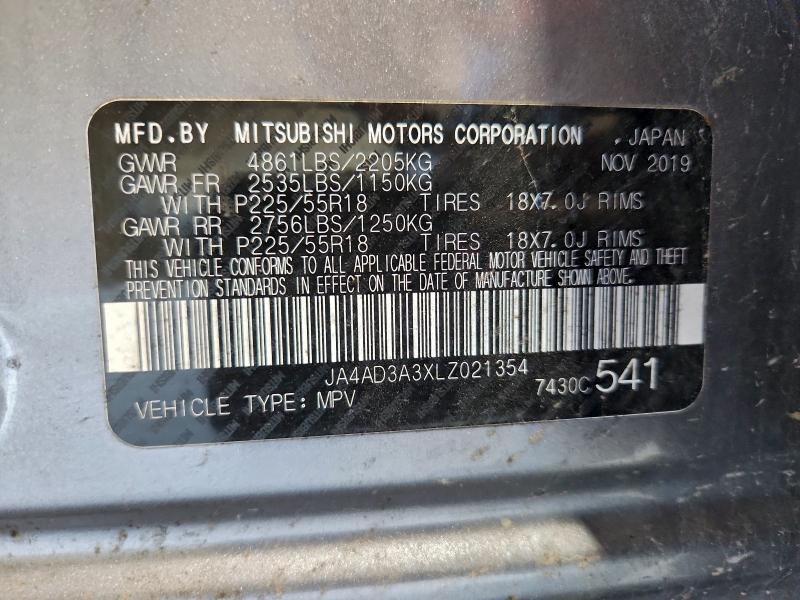 MFD.BY MITSUBISHI MOTORS CORPORATION , JAPAN
GVWR 4861LBS/2205KG NOV 2019
GAWR FR 2535LBS/1150KG
WITH P225/55R18 TIRES 18X7.0J RIMS
GAWR RR 2756LBS/1250KG
WITH P225/55R18 TIRES 18X7.0J RIMS
THIS VEHICLE CONFORMS TO ALL APPLICABLE FEDERAL MOTOR VEHICLE SAFETY AND THEFT
PREVENTION STANDARDS IN EFFECT ON THE DATE OF MANUFACTURE SHOWN ABOVE.
JA4AD3A3XLZ021354
7430C 541
VEHICLE TYPE: MPV